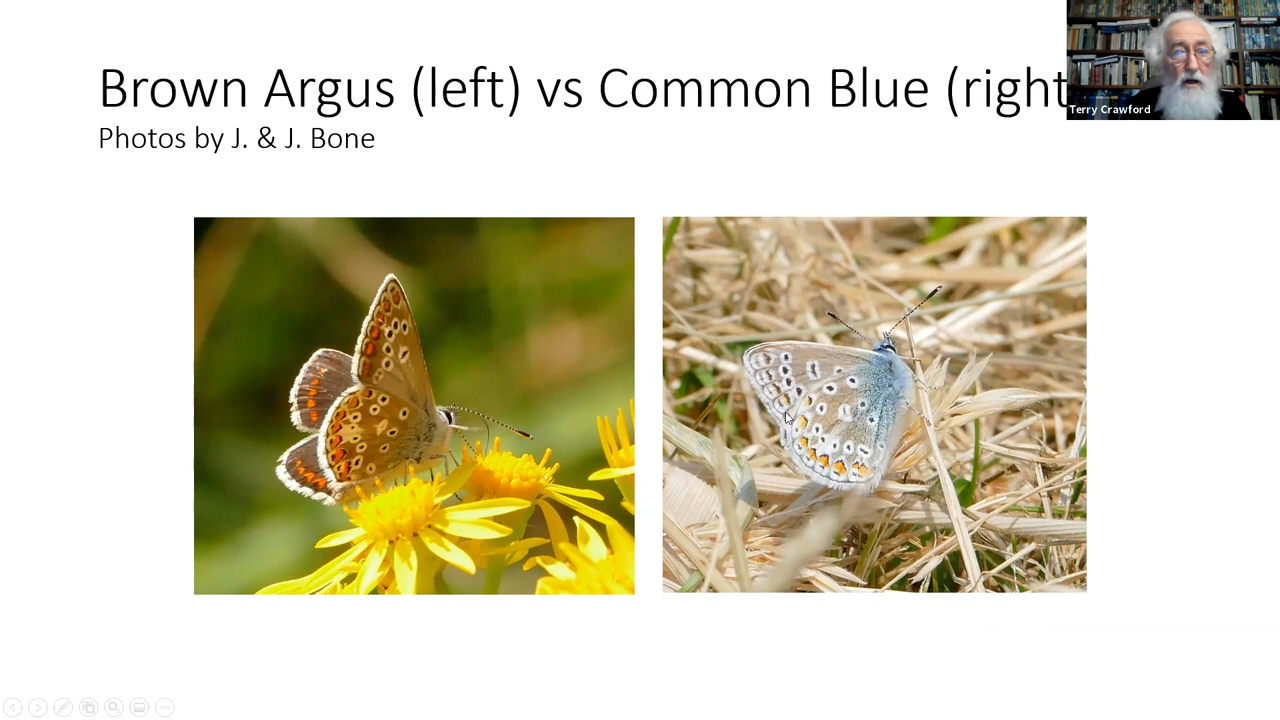 Brown Argus (left) vs Common Blue (right
Terry Crawford
Photos by J. & J. Bone